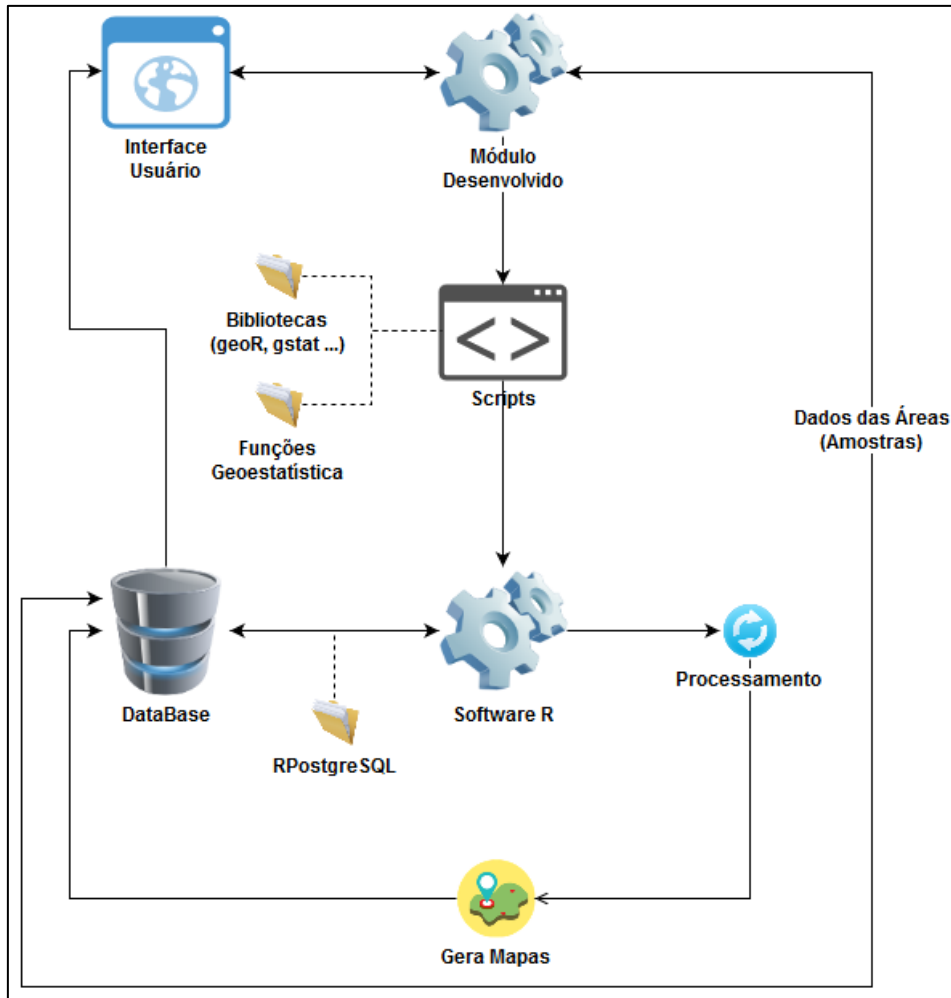 Interface
Usuário
Módulo
Desenvolvido
Bibliotecas
(geoR, gstat ...)
Scripts
Funções
Geoestatística
Dados das Áreas
(Amostras)
DataBase
RPostgreSQL
Software R
Processamento
Gera Mapas